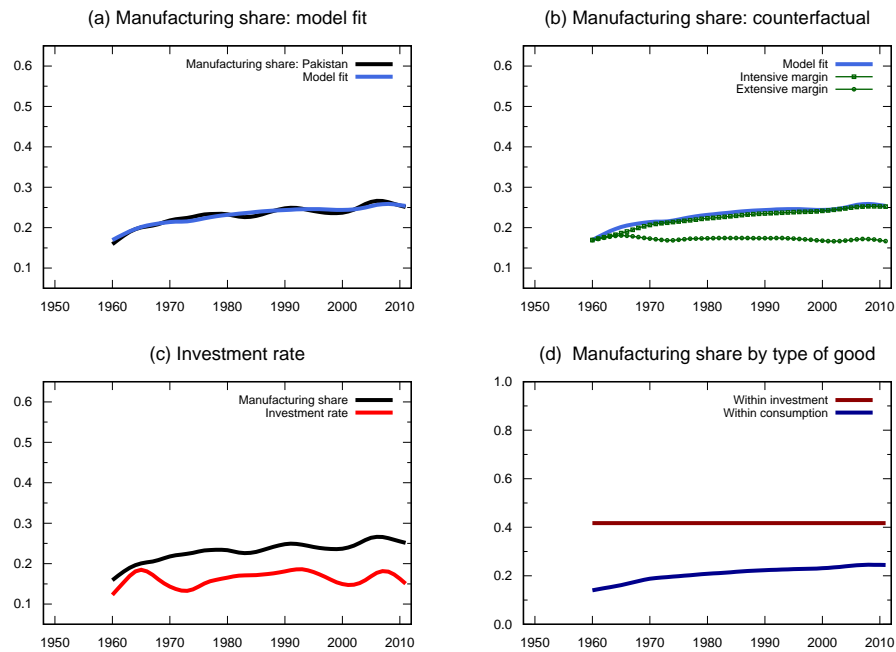 (a) Manufacturing share: model fit
0.6
0.5
0.4
0.3
0.2
0.1
1950 1960 1970 1980 1990 2000 2010
Manufacturing share: Pakistan
Model fit
(b) Manufacturing share: counterfactual
0.6
0.5
0.4
0.3
0.2
0.1
1950 1960 1970 1980 1990 2000 2010
Model fit
Intensive margin
Extensive margin
(c) Investment rate
0.6
0.5
0.4
0.3
0.2
0.1
1950 1960 1970 1980 1990 2000 2010
Manufacturing share
Investment rate
(d) Manufacturing share by type of good
1.0
0.8
0.6
0.4
0.2
0.0
1950 1960 1970 1980 1990 2000 2010
Within investment
Within consumption